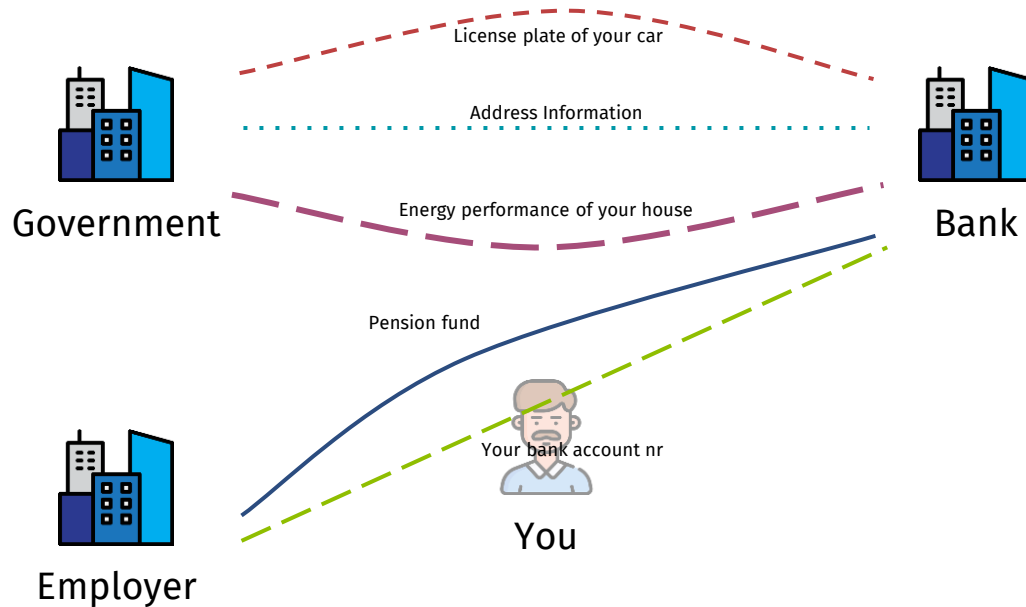 License plate of your car
Address Information
Government
Energy performance of your house
Bank
Pension fund
Your bank account nr
You
Employer